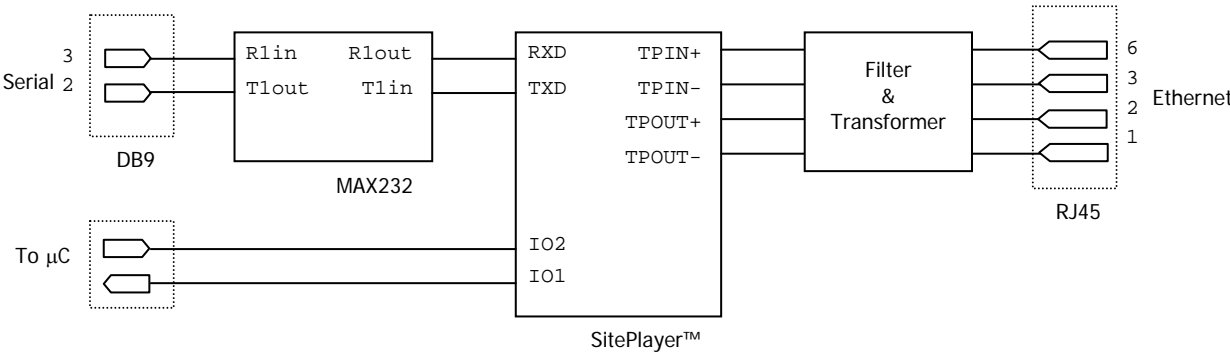 3
Serial 2
DB9
R1in R1out
T1out T1in
MAX232
To μC
RXD TPIN+
TXD TPIN-
TPOUT+
TPOUT-
IO2
IO1
SitePlayer™
Filter
&
Transformer
6
3
2
1
Ethernet
RJ45